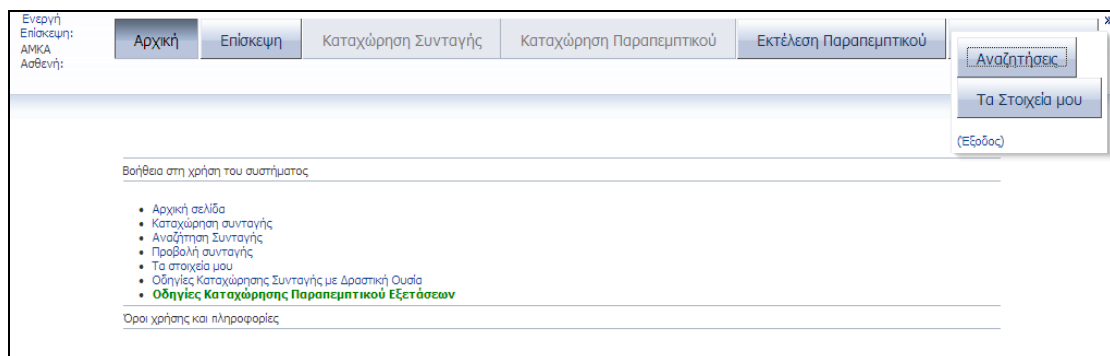 Ενεργή
Επίσκεψη:
ΑΜΚΑ
Ασθενή:
Αρχική
Επίσκεψη
Καταχώρηση Συνταγής
Καταχώρηση Παραπεμπτικού
Εκτέλεση Παραπεμπτικού
»
Αναζητήσεις
Τα Στοιχεία μου
(Έξοδος)
Βοήθεια στη χρήση του συστήματος
• Αρχική σελίδα
• Καταχώρηση συνταγής
• Αναζήτηση Συνταγής
• Προβολή συνταγής
• Τα στοιχεία μου
• Οδηγίες Καταχώρησης Συνταγής με Δραστική Ουσία
• Οδηγίες Καταχώρησης Παραπεμπτικού Εξετάσεων
Όροι χρήσης και πληροφορίες